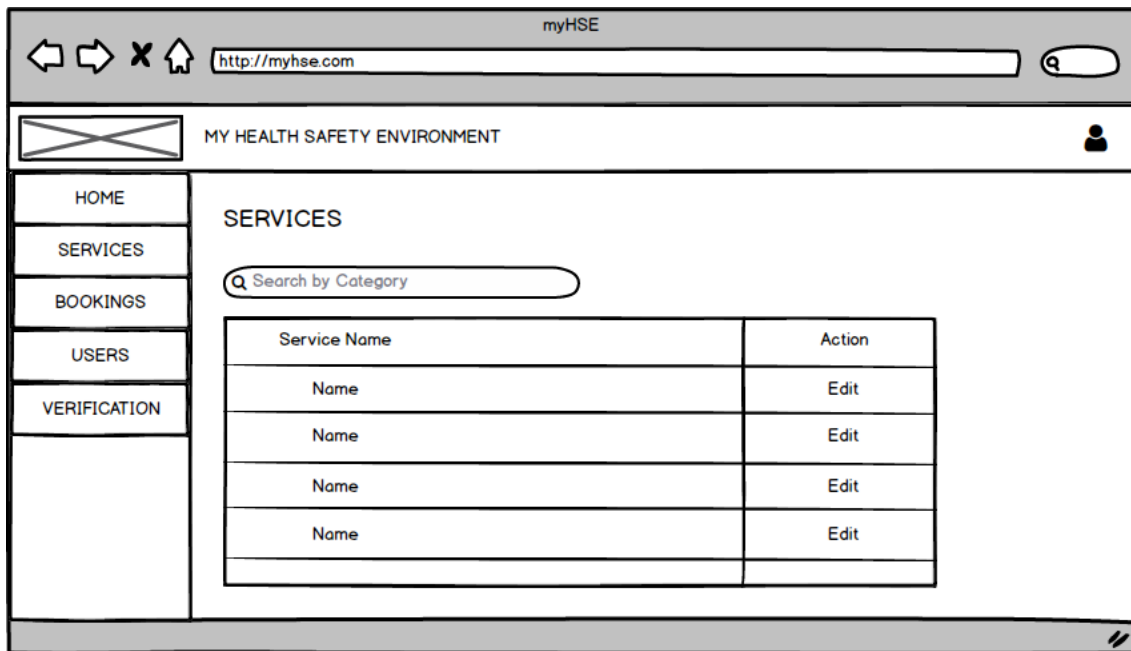 myHSE
http://myhse.com
MY HEALTH SAFETY ENVIRONMENT
HOME
SERVICES
BOOKINGS
USERS
VERIFICATION
SERVICES
Search by Category
Service Name Action
Name Edit
Name Edit
Name Edit
Name Edit